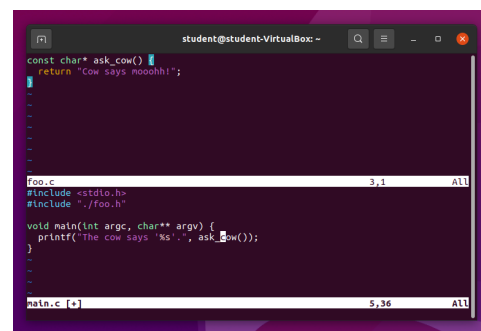 student@student-VirtualBox: ~
const char* ask_cow() {
  return "Cow says mooohh!";
}
~
~
~
~
~
~
~
foo.c 3,1 All
#include <stdio.h>
#include "./foo.h"

void main(int argc, char** argv) {
  printf("The cow says '%s'.", ask_cow());
}
~
~
~
main.c [+] 5,36 All